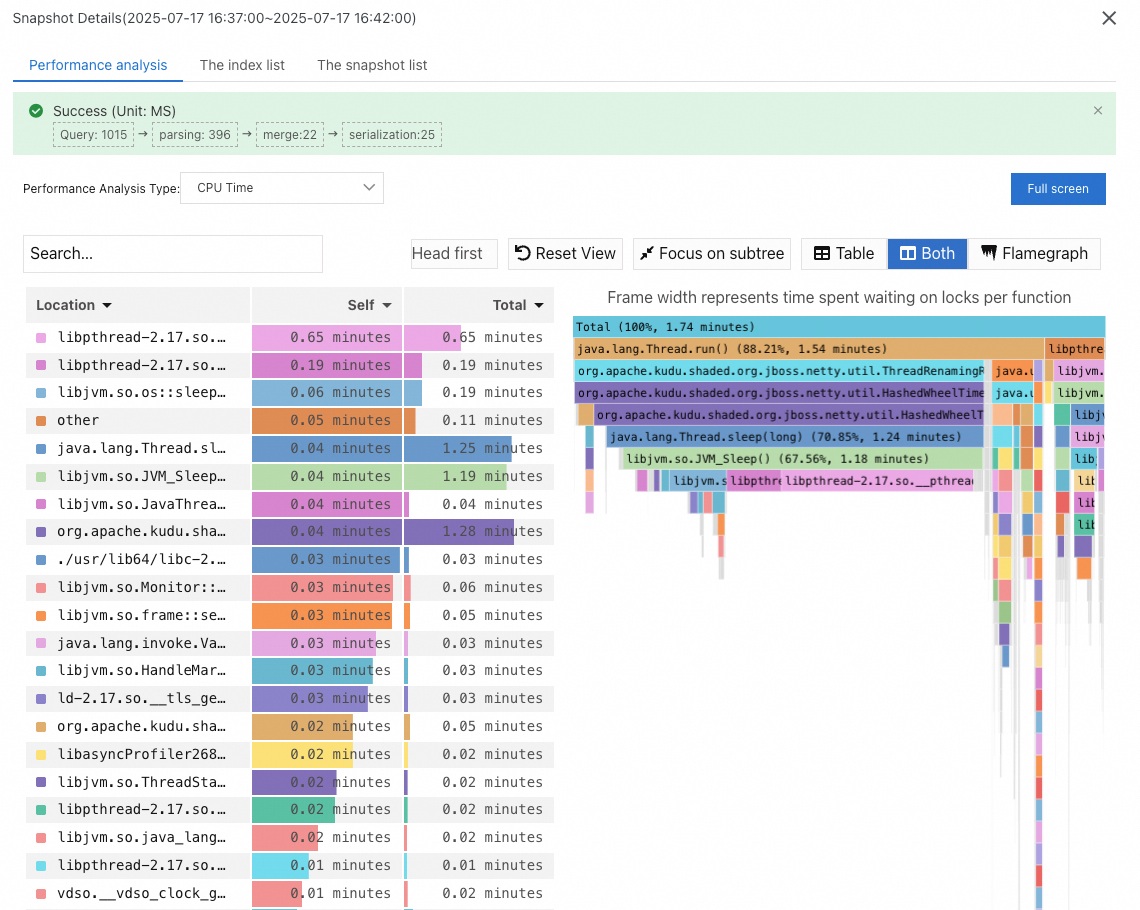 Snapshot Details(2025-07-17 16:37:00~2025-07-17 16:42:00)
Performance analysis The index list The snapshot list
Success (Unit: MS)
Query: 1015 → parsing: 396 → merge:22 → serialization:25
Performance Analysis Type: CPU Time Full screen
Search... Head first Reset View Focus on subtree Table Both Flamegraph
Location Self Total
libpthread-2.17.so.… 0.65 minutes 0.65 minutes
libpthread-2.17.so.… 0.19 minutes 0.19 minutes
libjvm.so.os::sleep… 0.06 minutes 0.19 minutes
other 0.05 minutes 0.11 minutes
java.lang.Thread.sl… 0.04 minutes 1.25 minutes
libjvm.so.JVM_Sleep… 0.04 minutes 1.19 minutes
libjvm.so.JavaThrea… 0.04 minutes 0.04 minutes
org.apache.kudu.sha… 0.04 minutes 1.28 minutes
./usr/lib64/libc-2.… 0.03 minutes 0.03 minutes
libjvm.so.Monitor::… 0.03 minutes 0.06 minutes
libjvm.so.frame::se… 0.03 minutes 0.05 minutes
java.lang.invoke.Va… 0.03 minutes 0.03 minutes
libjvm.so.HandleMar… 0.03 minutes 0.03 minutes
ld-2.17.so.__tls_ge… 0.03 minutes 0.03 minutes
org.apache.kudu.sha… 0.02 minutes 0.05 minutes
libasyncProfiler268… 0.02 minutes 0.02 minutes
libjvm.so.ThreadSta… 0.02 minutes 0.02 minutes
libpthread-2.17.so.… 0.02 minutes 0.02 minutes
libjvm.so.java_lang… 0.02 minutes 0.02 minutes
libpthread-2.17.so.… 0.01 minutes 0.01 minutes
vdso.__vdso_clock_g… 0.01 minutes 0.02 minutes
Frame width represents time spent waiting on locks per function
Total (100%, 1.74 minutes)
java.lang.Thread.run() (88.21%, 1.54 minutes) libpthre
org.apache.kudu.shaded.org.jboss.netty.util.ThreadRenamingR java.u libjvm.
org.apache.kudu.shaded.org.jboss.netty.util.HashedWheelTime java.u libjvm.
org.apache.kudu.shaded.org.jboss.netty.util.HashedWheelT libjv
java.lang.Thread.sleep(long) (70.85%, 1.24 minutes) libjv
libjvm.so.JVM_Sleep() (67.56%, 1.18 minutes) lib
libjvm.s libpthre libpthread-2.17.so.__pthrea lib
lib
lib